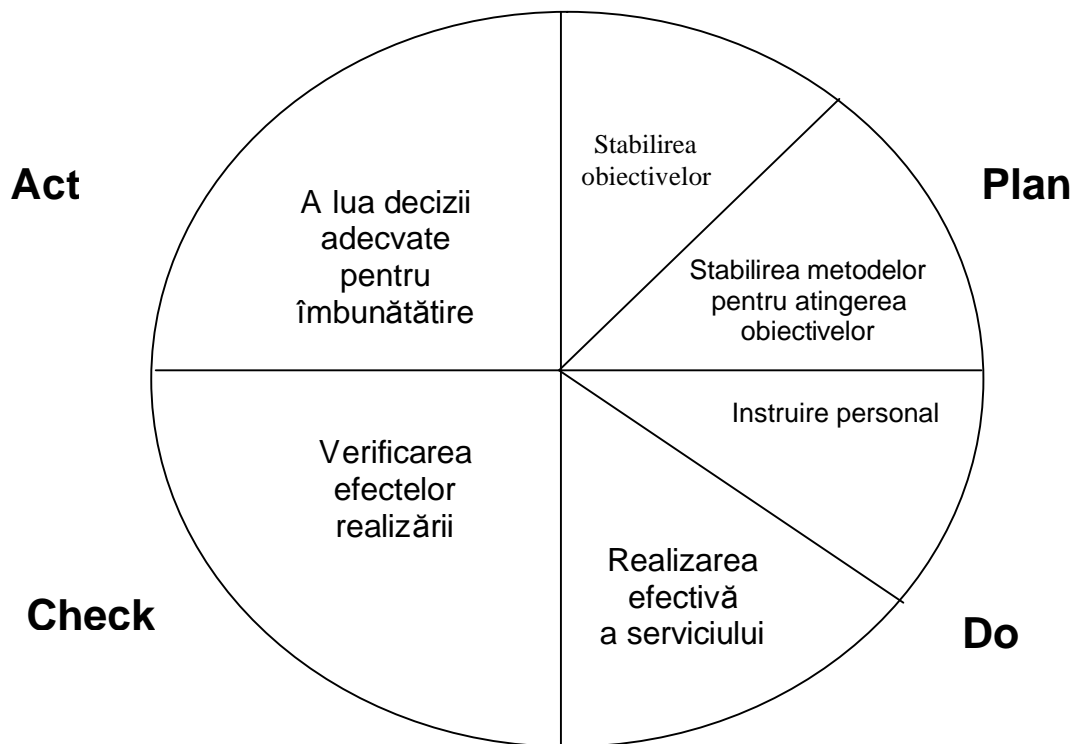 Act
Plan
Stabilirea
obiectivelor
A lua decizii
adecvate
pentru
îmbunătătire
Stabilirea metodelor
pentru atingerea
obiectivelor
Instruire personal
Verificarea
efectelor
realizării
Realizarea
efectivă
a serviciului
Check
Do